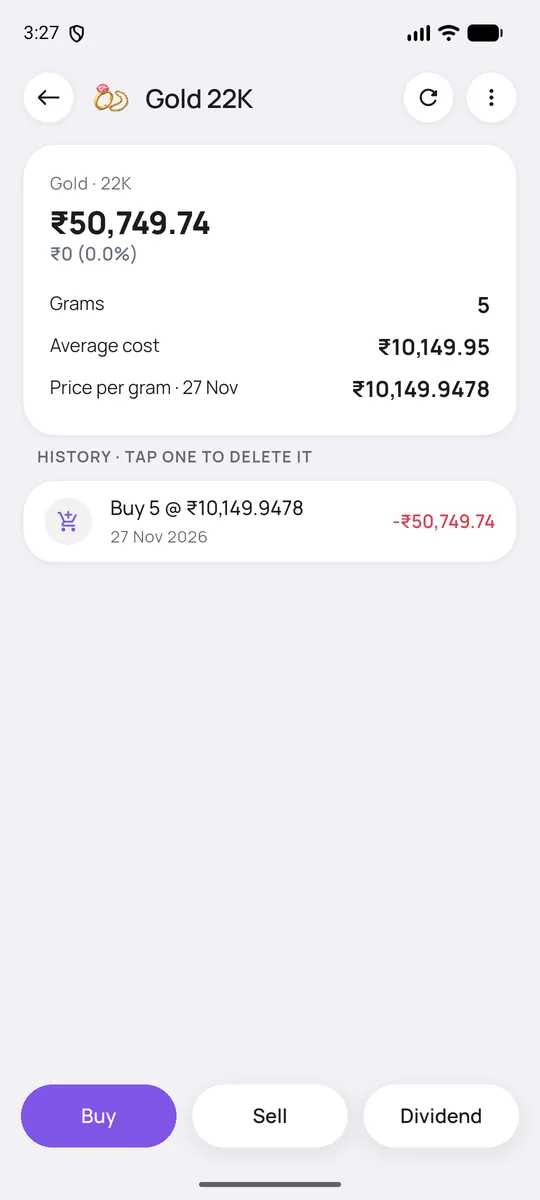 3:27
Gold 22K
Gold · 22K
₹50,749.74
₹0 (0.0%)
Grams 5
Average cost ₹10,149.95
Price per gram · 27 Nov ₹10,149.9478
HISTORY · TAP ONE TO DELETE IT
Buy 5 @ ₹10,149.9478
27 Nov 2026
-₹50,749.74
Buy Sell Dividend